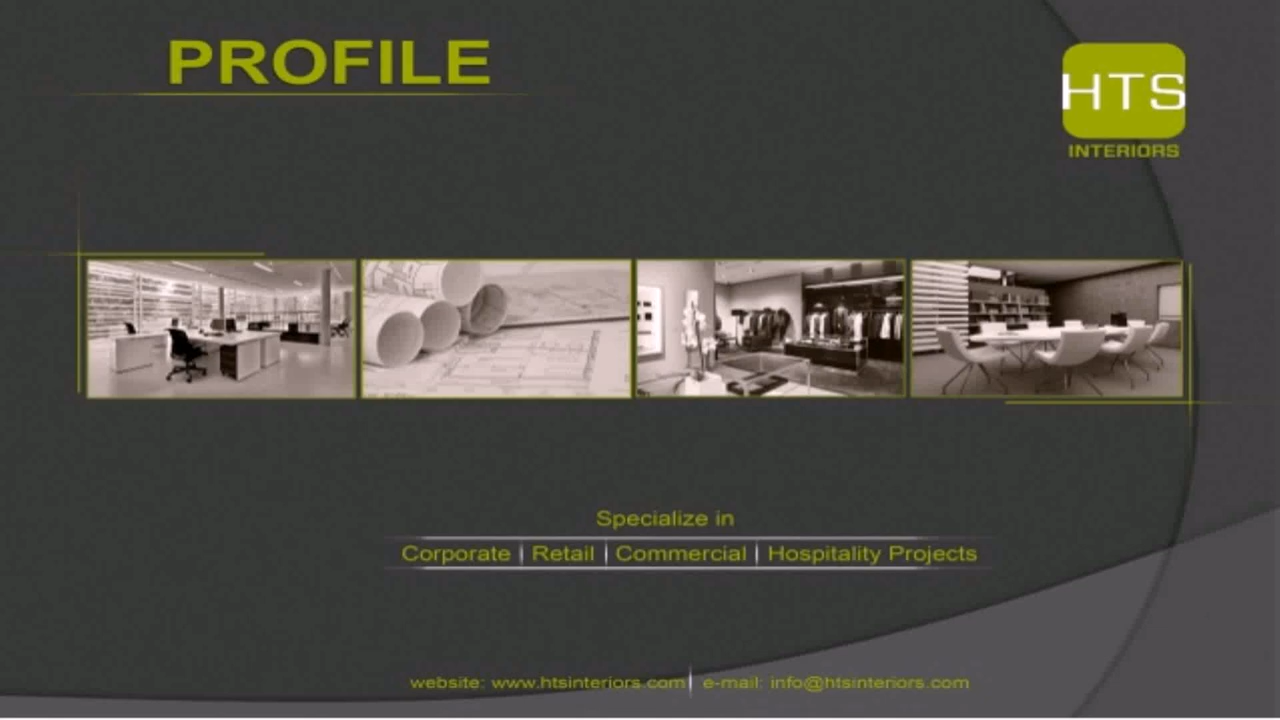 PROFILE
HTS
INTERIORS
Specialize in
Corporate | Retail | Commercial | Hospitality Projects
website: www.htsinteriors.com | e-mail: info@htsinteriors.com